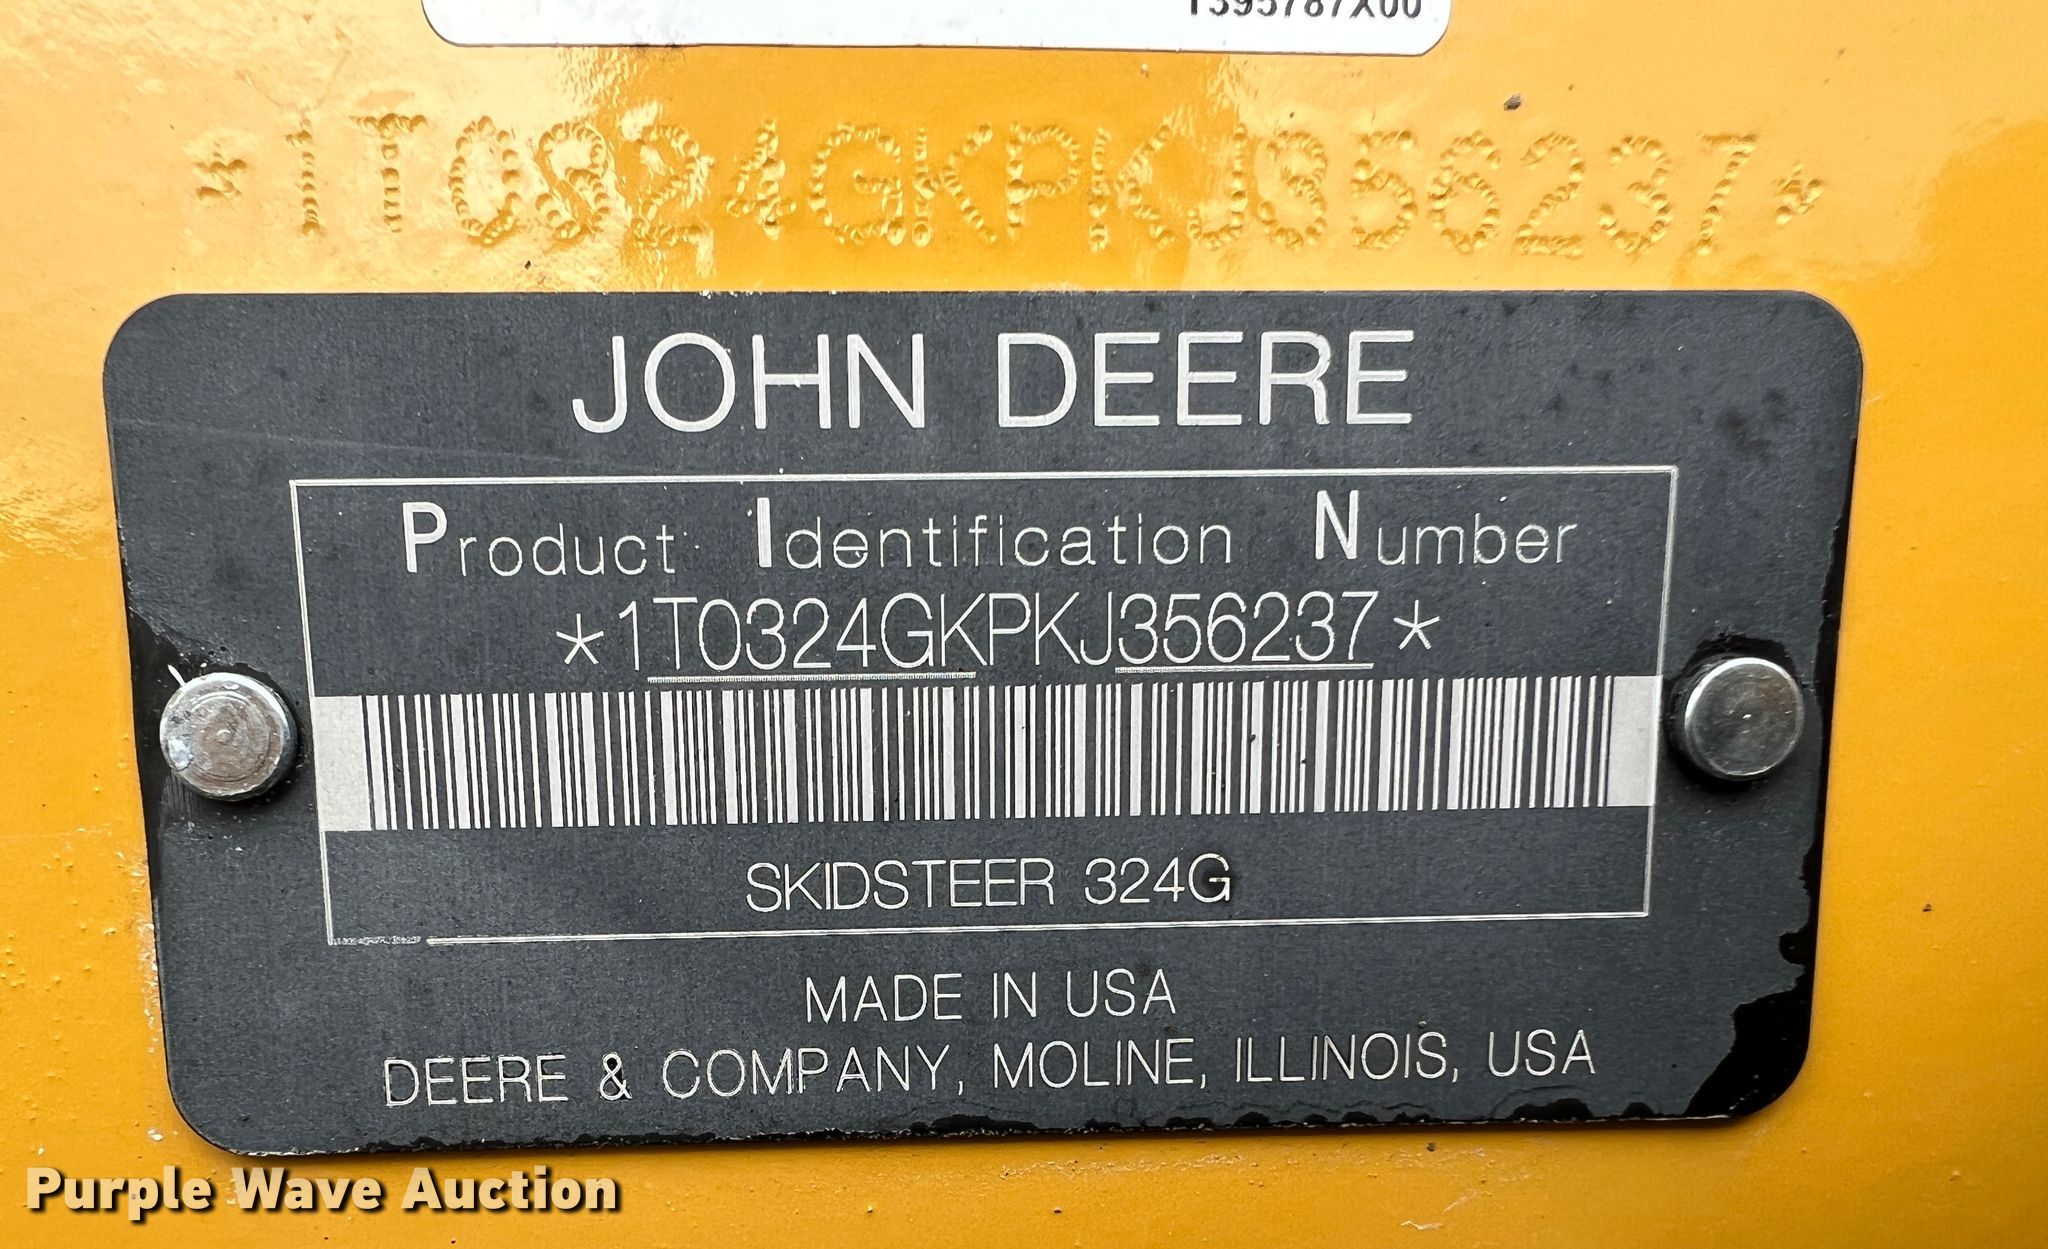 T395787X00
*1T0324GKPKJ356237*
JOHN DEERE
Product Identification Number
*1T0324GKPKJ356237*
SKIDSTEER 324G
MADE IN USA
DEERE & COMPANY, MOLINE, ILLINOIS, USA
Purple Wave Auction